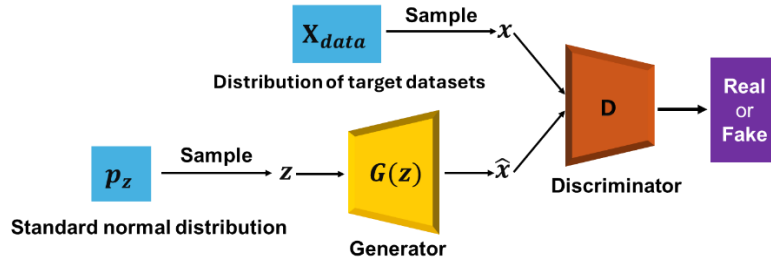 X_data
Sample
x
Distribution of target datasets
p_z
Sample
z
G(z)
x̂
Standard normal distribution
Generator
D
Discriminator
Real
or
Fake